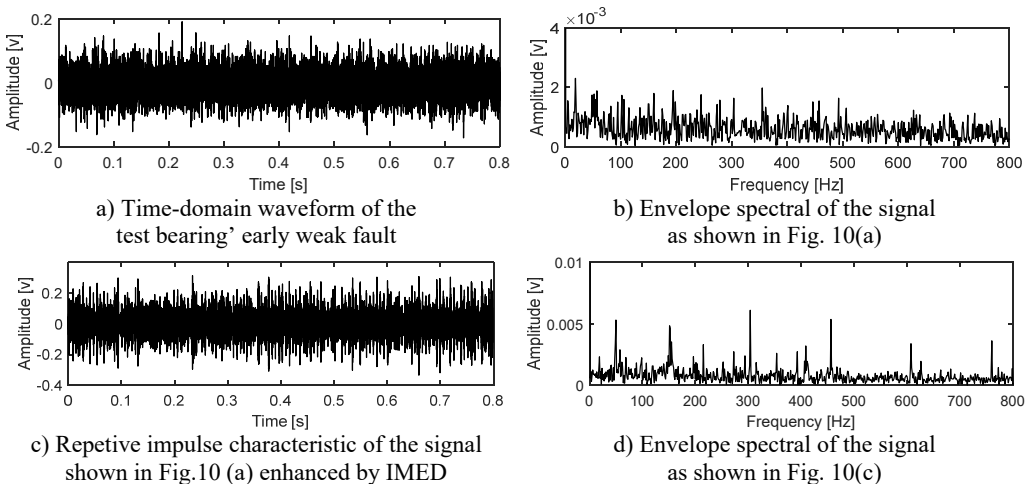 0.2
0
-0.2
Amplitude [v]
0 0.1 0.2 0.3 0.4 0.5 0.6 0.7 0.8
Time [s]
a) Time-domain waveform of the
test bearing’ early weak fault
×10-3
4
2
0
Amplitude [v]
0 100 200 300 400 500 600 700 800
Frequency [Hz]
b) Envelope spectral of the signal
as shown in Fig. 10(a)
0.2
0
-0.2
-0.4
Amplitude [v]
0 0.1 0.2 0.3 0.4 0.5 0.6 0.7 0.8
Time [s]
c) Repetive impulse characteristic of the signal
shown in Fig.10 (a) enhanced by IMED
0.01
0.005
0
Amplitude [v]
0 100 200 300 400 500 600 700 800
Frequency [Hz]
d) Envelope spectral of the signal
as shown in Fig. 10(c)